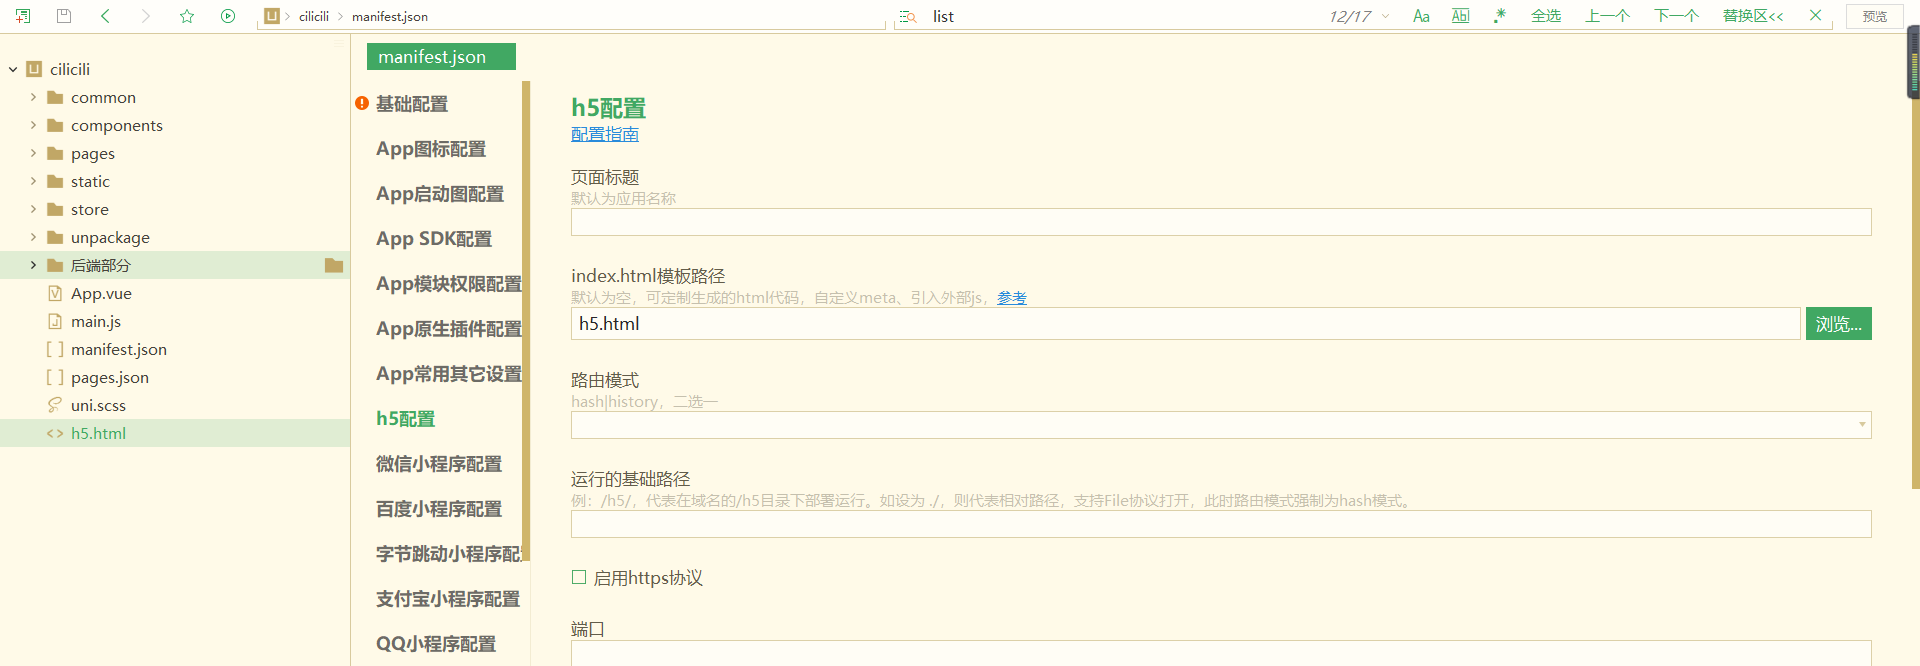 cilicili
manifest.json
list
12/17
Aa
Ab|
.*
全选
上一个
下一个
替换区<<
预览
cilicili
common
components
pages
static
store
unpackage
后端部分
App.vue
main.js
manifest.json
pages.json
uni.scss
h5.html
manifest.json
基础配置
App图标配置
App启动图配置
App SDK配置
App模块权限配置
App原生插件配置
App常用其它设置
h5配置
微信小程序配置
百度小程序配置
字节跳动小程序配
支付宝小程序配置
QQ小程序配置
h5配置
配置指南
页面标题
默认为应用名称
index.html模板路径
默认为空，可定制生成的html代码，自定义meta、引入外部js，参考
h5.html
浏览...
路由模式
hash|history，二选一
运行的基础路径
例：/h5/，代表在域名的/h5目录下部署运行。如设为 ./，则代表相对路径，支持File协议打开，此时路由模式强制为hash模式。
启用https协议
端口